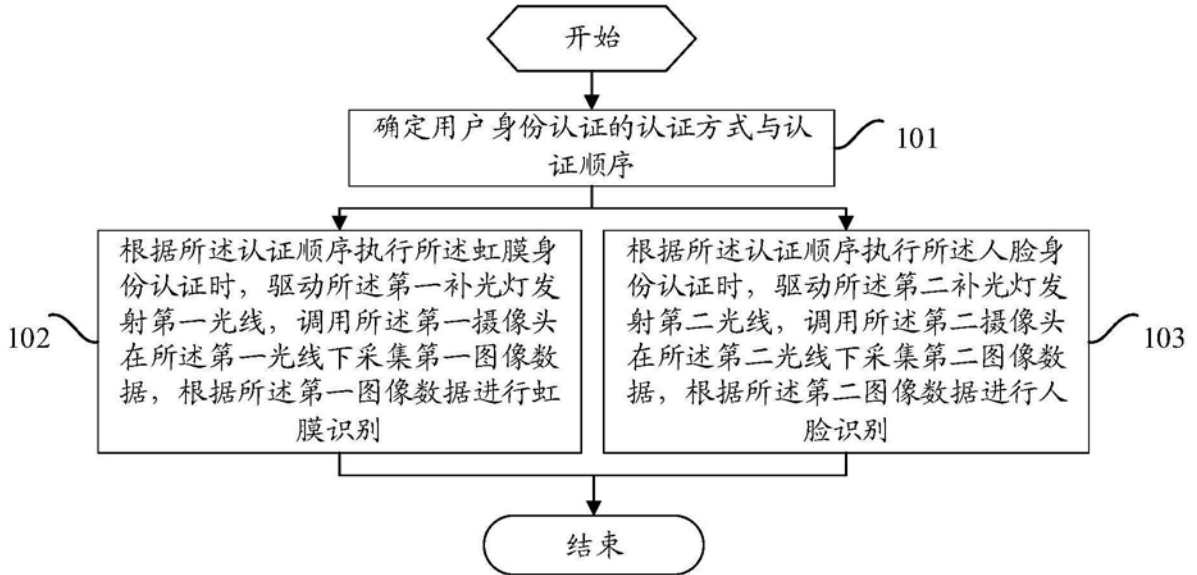 开始
确定用户身份认证的认证方式与认
证顺序
101
根据所述认证顺序执行所述虹膜身
份认证时，驱动所述第一补光灯发
射第一光线，调用所述第一摄像头
在所述第一光线下采集第一图像数
据，根据所述第一图像数据进行虹
膜识别
102
根据所述认证顺序执行所述人脸身
份认证时，驱动所述第二补光灯发
射第二光线，调用所述第二摄像头
在所述第二光线下采集第二图像数
据，根据所述第二图像数据进行人
脸识别
103
结束